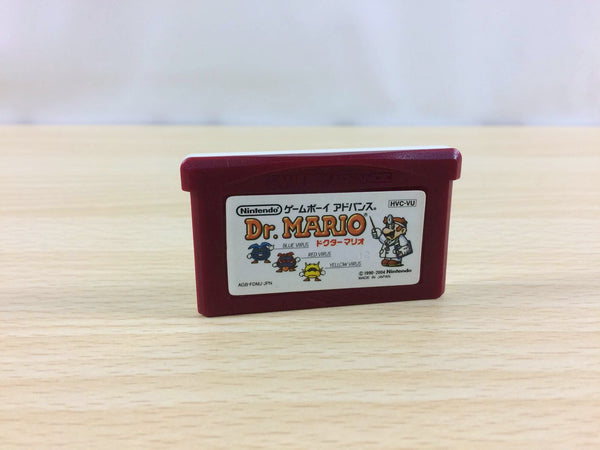 Nintendo ゲームボーイ アドバンス®
HVC-VU
Dr. MARIO®
ドクターマリオ
BLUE VIRUS
RED VIRUS
YELLOW VIRUS
© 1990-2004 Nintendo
MADE IN JAPAN
AGB-FDMJ-JPN